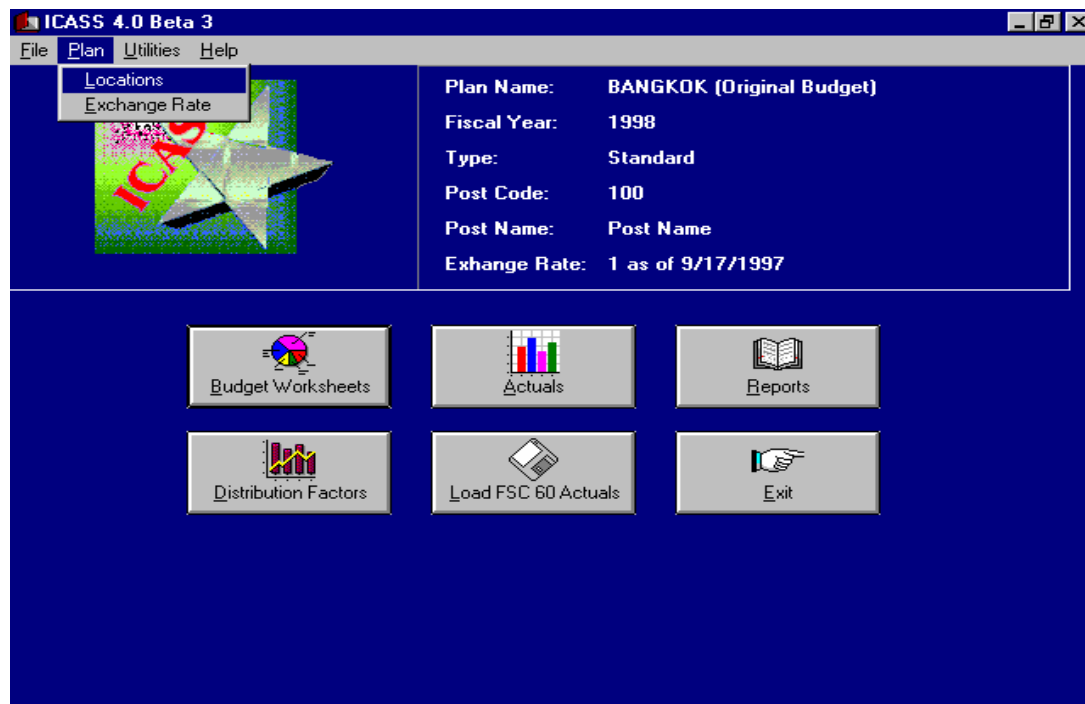 ICASS 4.0 Beta 3
File Plan Utilities Help
Locations
Exchange Rate
ICAS
Plan Name: BANGKOK (Original Budget)
Fiscal Year: 1998
Type: Standard
Post Code: 100
Post Name: Post Name
Exhange Rate: 1 as of 9/17/1997
Budget Worksheets
Actuals
Reports
Distribution Factors
Load FSC 60 Actuals
Exit